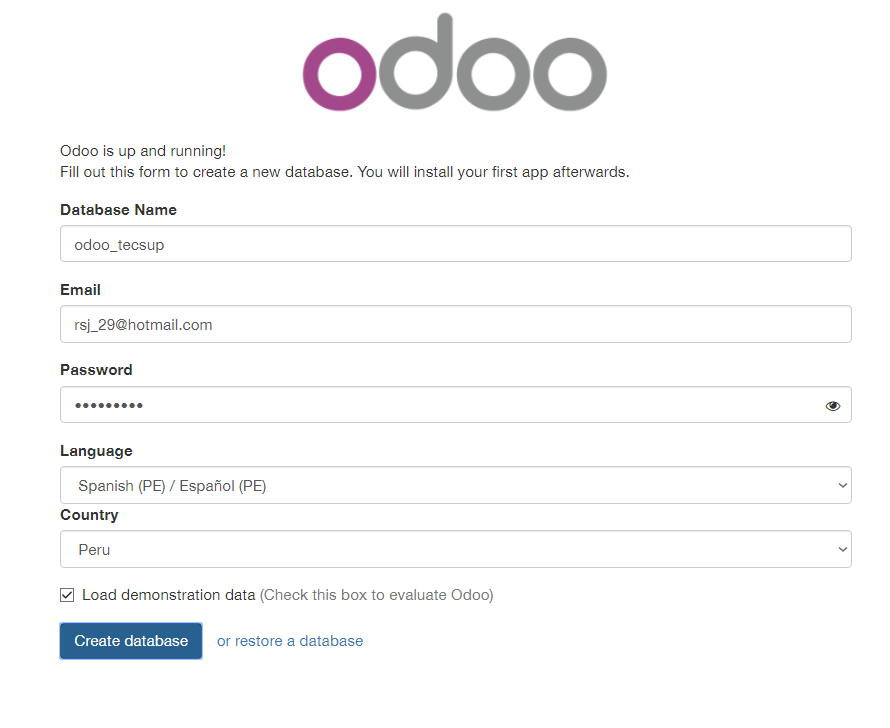 odoo
Odoo is up and running!
Fill out this form to create a new database. You will install your first app afterwards.
Database Name
odoo_tecsup
Email
rsj_29@hotmail.com
Password
•••••••••
Language
Spanish (PE) / Español (PE)
Country
Peru
Load demonstration data (Check this box to evaluate Odoo)
Create database or restore a database